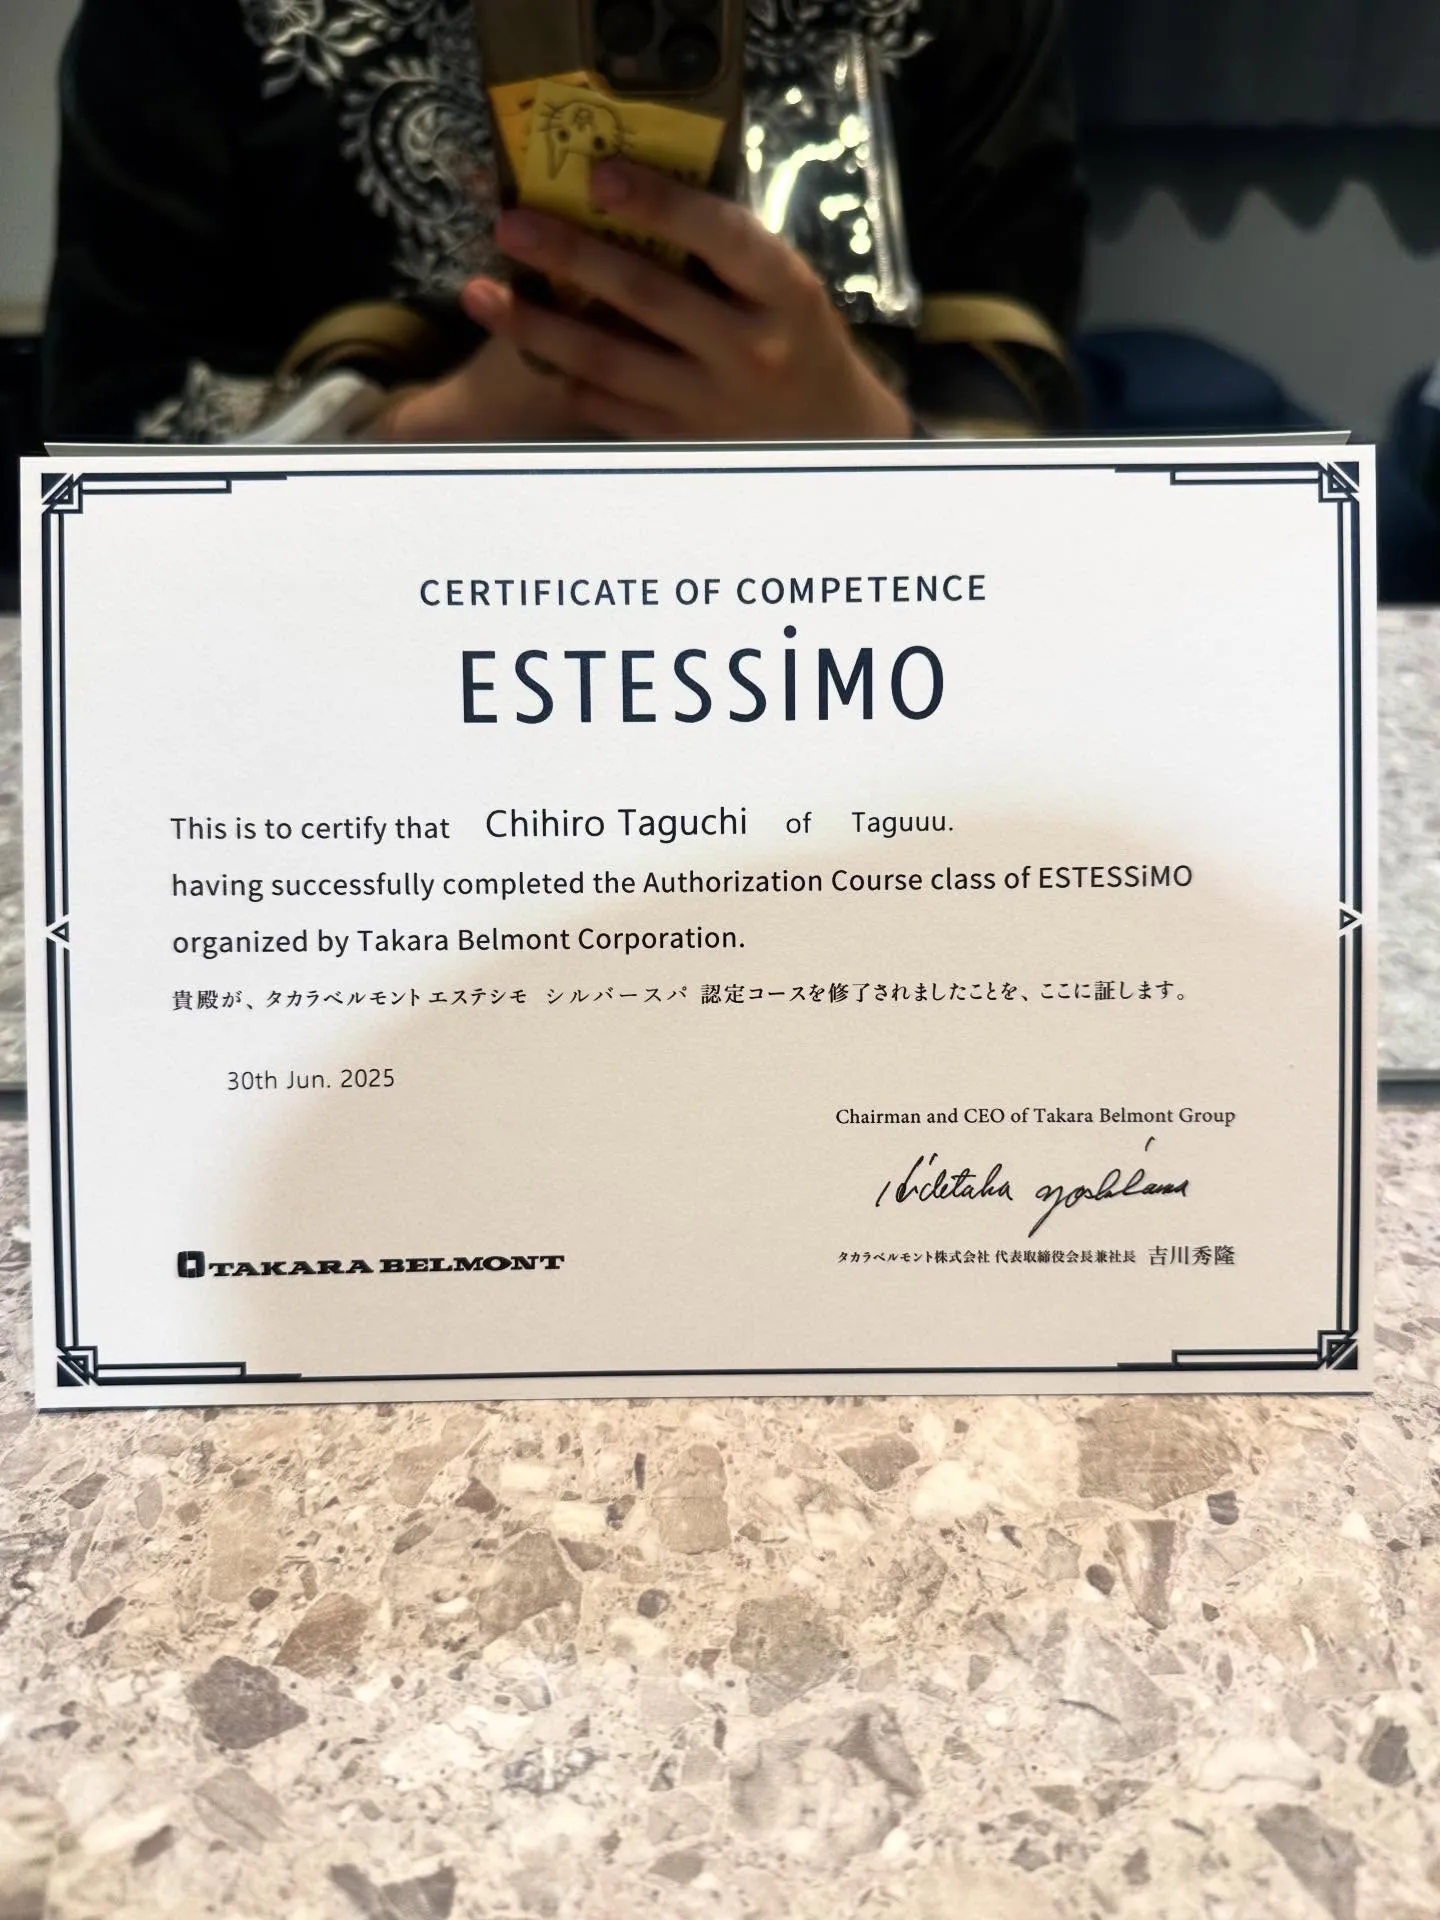 CERTIFICATE OF COMPETENCE
ESTESSiMO
This is to certify that Chihiro Taguchi of Taguuu.
having successfully completed the Authorization Course class of ESTESSiMO
organized by Takara Belmont Corporation.
貴殿が、タカラベルモント エステシモ シルバースパ 認定コースを修了されましたことを、ここに証します。
30th Jun. 2025
Chairman and CEO of Takara Belmont Group
Hidetaka Yoshikawa
TAKARA BELMONT
タカラベルモント株式会社 代表取締役会長兼社長 吉川秀隆